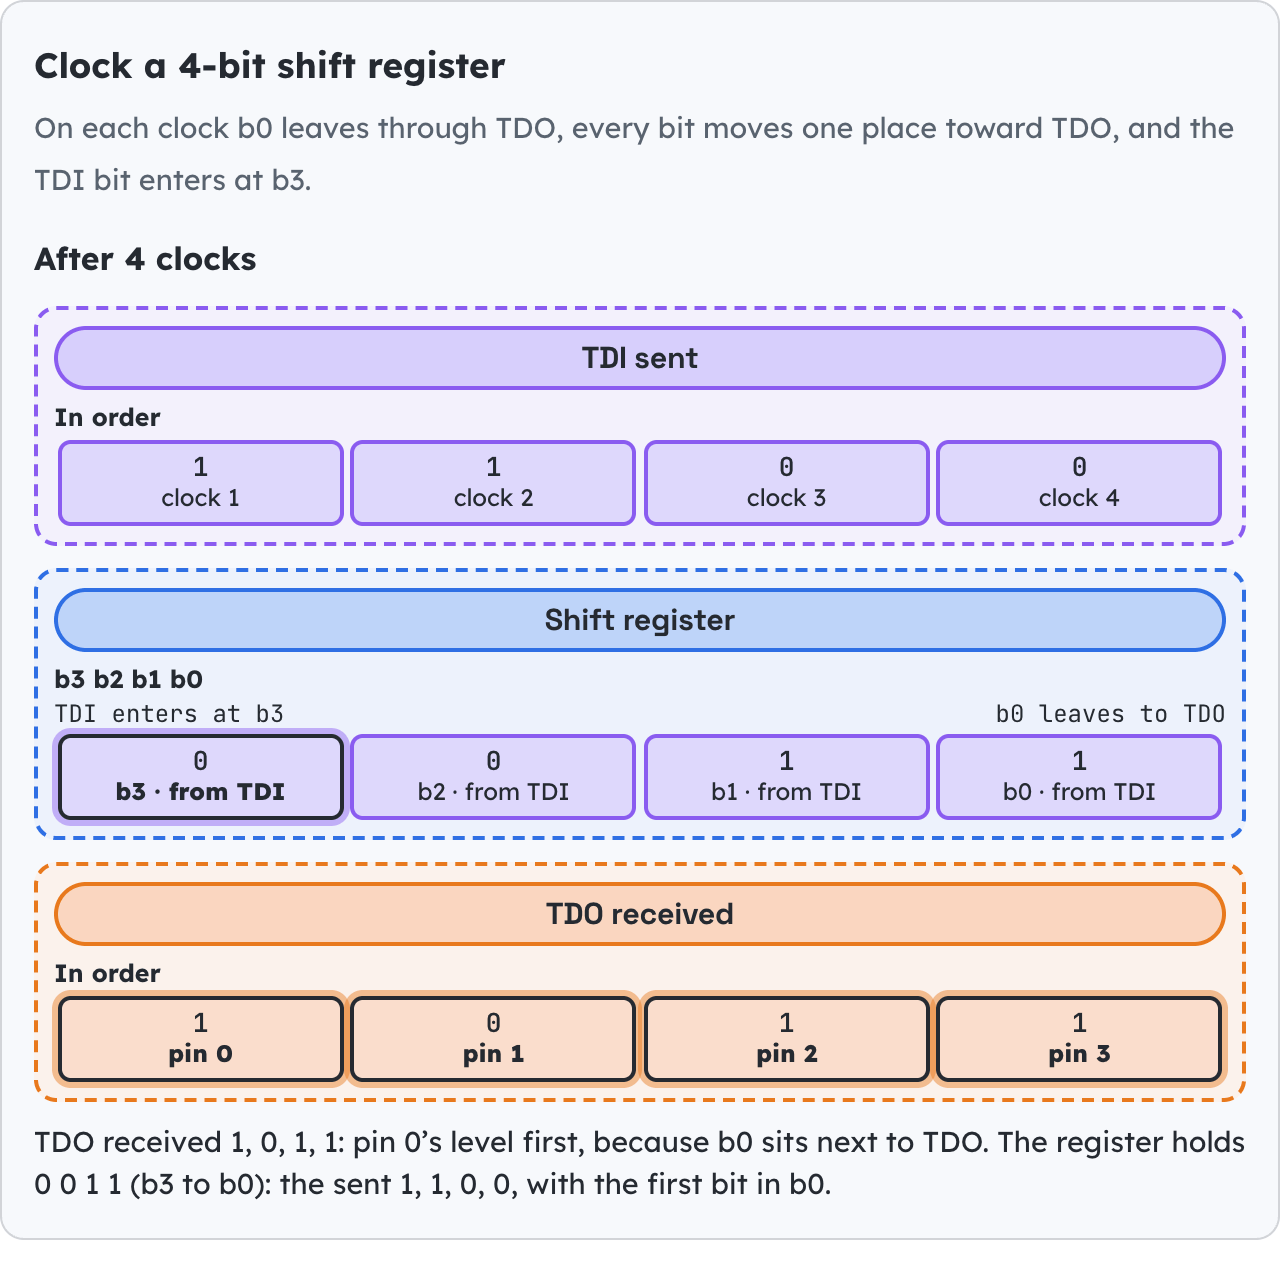 Clock a 4-bit shift register
On each clock b0 leaves through TDO, every bit moves one place toward TDO, and the
TDI bit enters at b3.
After 4 clocks
TDI sent
In order
1 1 0 0
clock 1 clock 2 clock 3 clock 4
Shift register
b3 b2 b1 b0
TDI enters at b3 b0 leaves to TDO
0 0 1 1
b3 · from TDI b2 · from TDI b1 · from TDI b0 · from TDI
TDO received
In order
1 0 1 1
pin 0 pin 1 pin 2 pin 3
TDO received 1, 0, 1, 1: pin 0’s level first, because b0 sits next to TDO. The register holds
0 0 1 1 (b3 to b0): the sent 1, 1, 0, 0, with the first bit in b0.